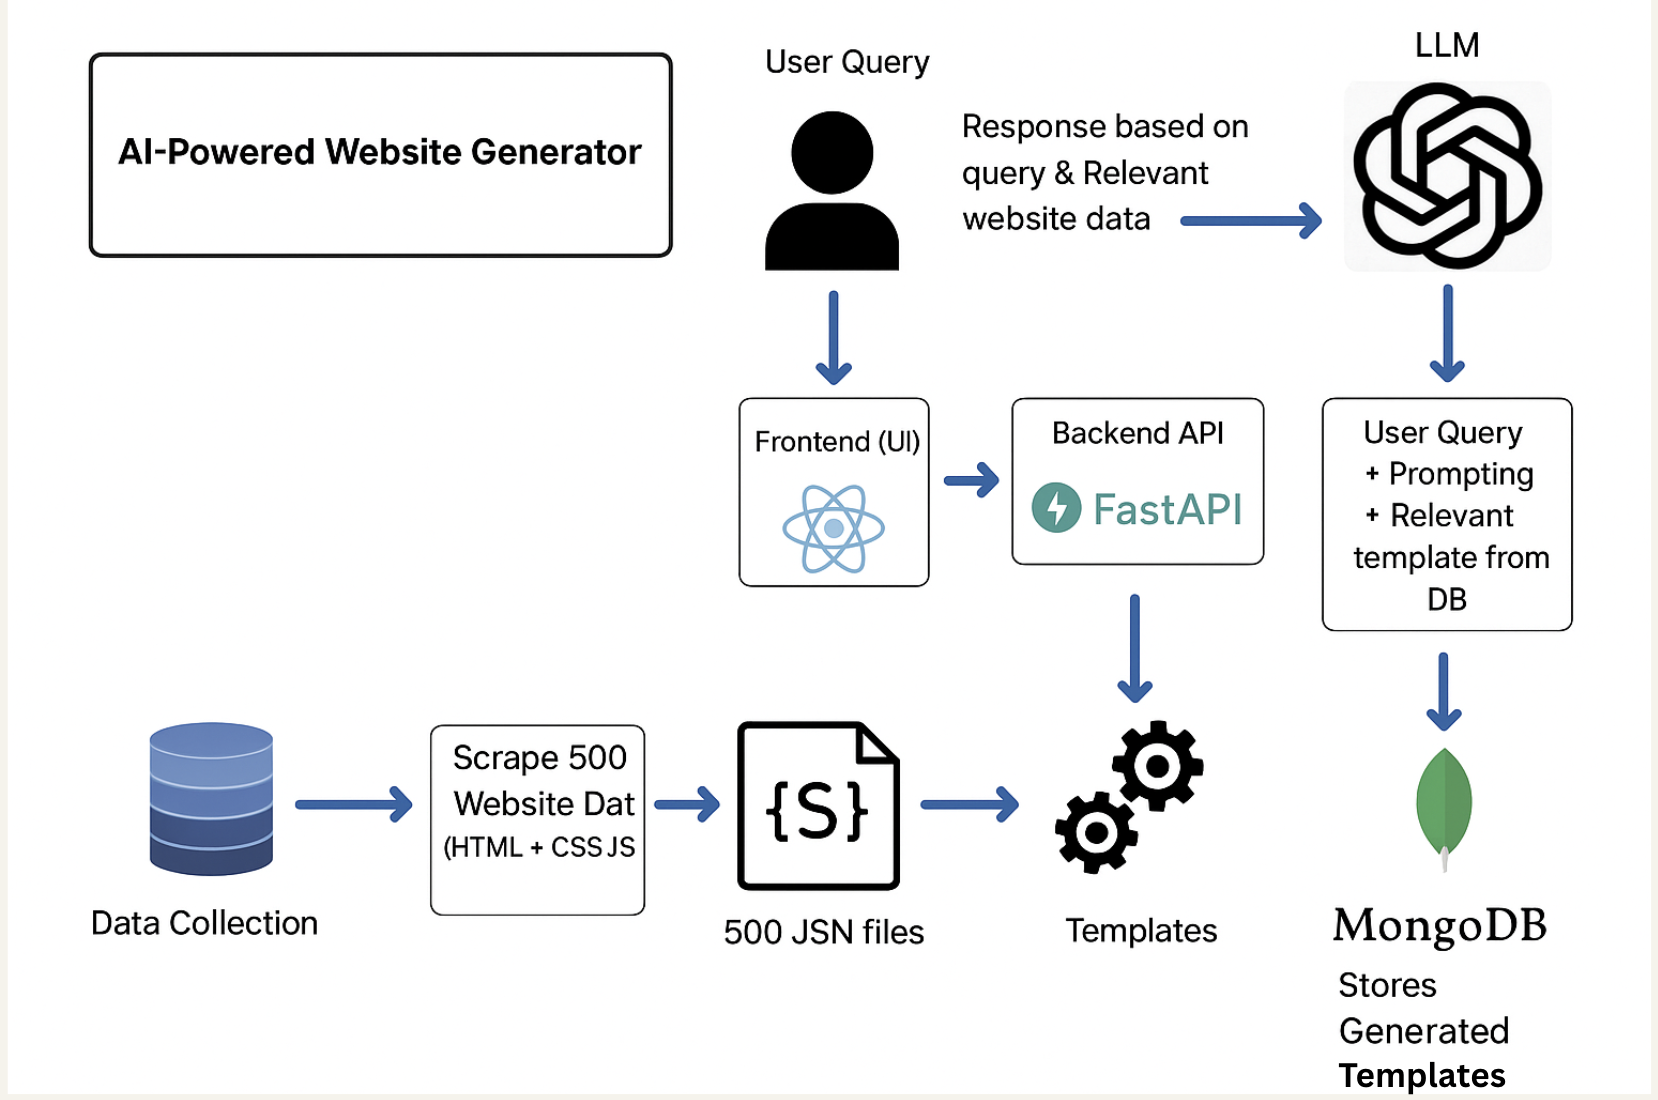 AI-Powered Website Generator
User Query
Response based on
query & Relevant
website data
LLM
Frontend (UI)
Backend API
FastAPI
User Query
+ Prompting
+ Relevant
template from
DB
Data Collection
Scrape 500
Website Dat
(HTML + CSS JS
{S}
500 JSN files
Templates
MongoDB
Stores
Generated
Templates